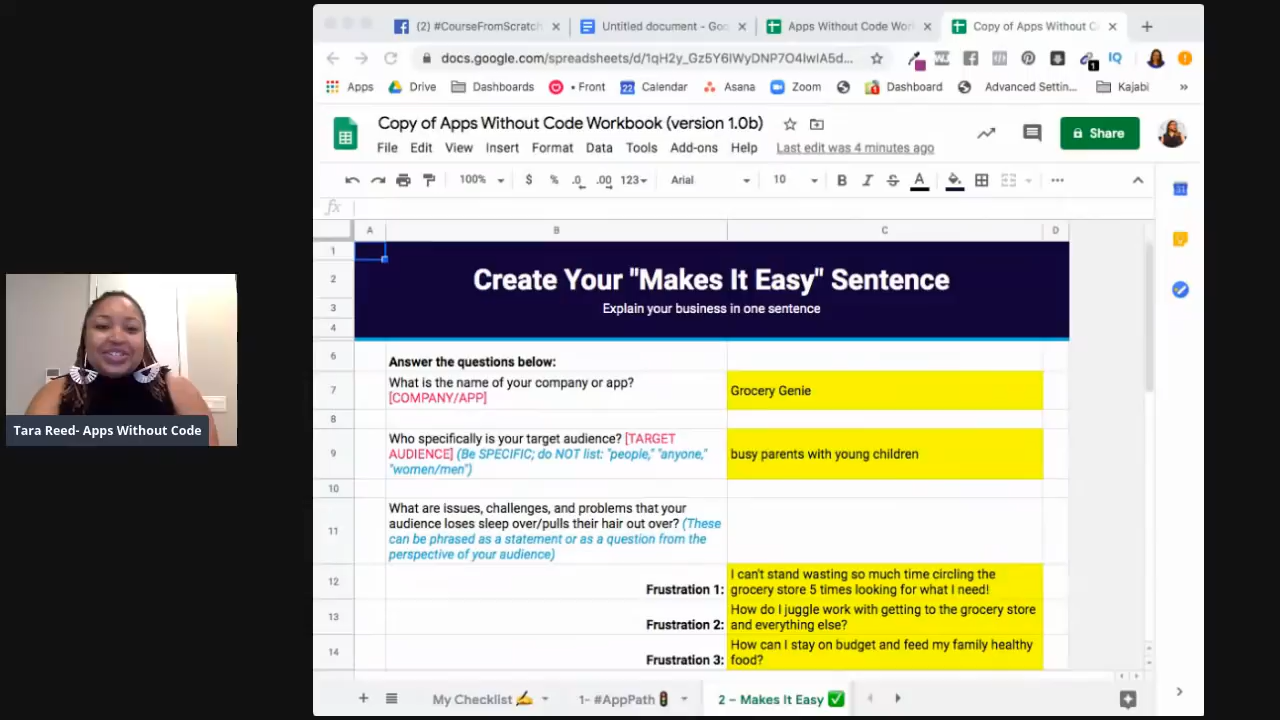 (2) #CourseFromScratch
Untitled document - Goo
Apps Without Code Wor
Copy of Apps Without C
docs.google.com/spreadsheets/d/1qH2y_Gz5Y6IWyDNP7O4IwIA5d...
Apps
Drive
Dashboards
• Front
22
Calendar
Asana
Zoom
Dashboard
Advanced Settin...
Kajabi
»
Copy of Apps Without Code Workbook (version 1.0b)
File Edit View Insert Format Data Tools Add-ons Help Last edit was 4 minutes ago
Share
100% $ % .0 .00 123 Arial 10 B I S A
fx
A B C D
1
2 Create Your "Makes It Easy" Sentence
3 Explain your business in one sentence
4
6 Answer the questions below:
7 What is the name of your company or app?
[COMPANY/APP]
Grocery Genie
8
9 Who specifically is your target audience? [TARGET
AUDIENCE] (Be SPECIFIC; do NOT list: "people," "anyone,"
"women/men")
busy parents with young children
10
11 What are issues, challenges, and problems that your
audience loses sleep over/pulls their hair out over? (These
can be phrased as a statement or as a question from the
perspective of your audience)
12 Frustration 1:
I can't stand wasting so much time circling the
grocery store 5 times looking for what I need!
13 Frustration 2:
How do I juggle work with getting to the grocery store
and everything else?
14 Frustration 3:
How can I stay on budget and feed my family healthy
food?
My Checklist
1- #AppPath
2 – Makes It Easy
Tara Reed- Apps Without Code